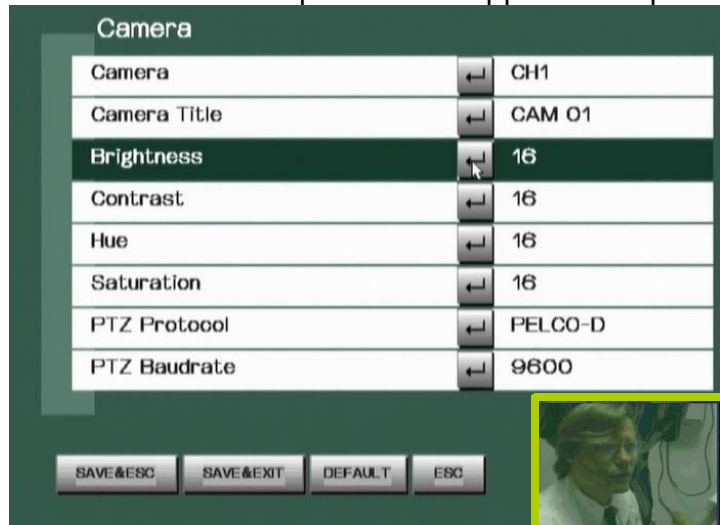 Camera
Camera CH1
Camera Title CAM 01
Brightness 16
Contrast 16
Hue 16
Saturation 16
PTZ Protocol PELCO-D
PTZ Baudrate 9600
SAVE&ESC SAVE&EXIT DEFAULT ESC